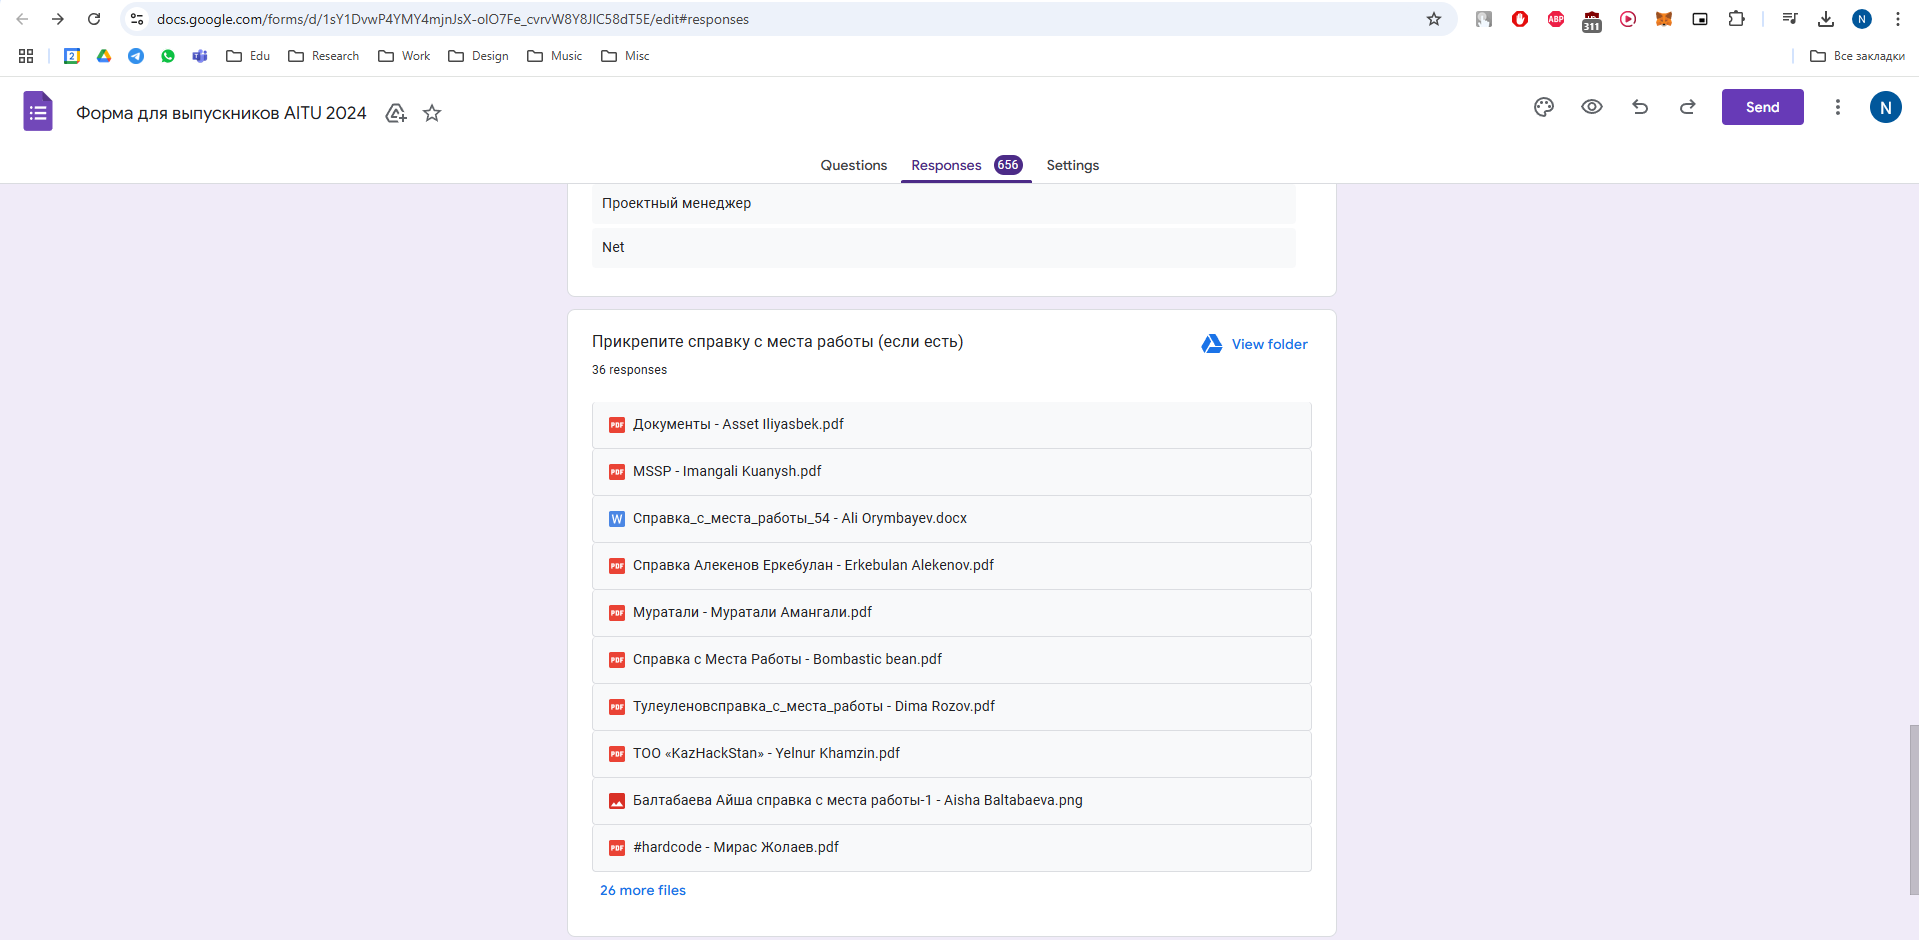 docs.google.com/forms/d/1sY1DvwP4YMY4mjnJsX-oIO7Fe_cvrvW8Y8JIC58dT5E/edit#responses
ABP
311
N
2
Edu
Research
Work
Design
Music
Misc
Все закладки
Форма для выпускников AITU 2024
Send
N
Questions
Responses 656
Settings
Проектный менеджер
Net
Прикрепите справку с места работы (если есть)
View folder
36 responses
PDF Документы - Asset Iliyasbek.pdf
PDF MSSP - Imangali Kuanysh.pdf
W Справка_с_места_работы_54 - Ali Orymbayev.docx
PDF Справка Алекенов Еркебулан - Erkebulan Alekenov.pdf
PDF Муратали - Муратали Амангали.pdf
PDF Справка с Места Работы - Bombastic bean.pdf
PDF Тулеуленовсправка_с_места_работы - Dima Rozov.pdf
PDF ТОО «KazHackStan» - Yelnur Khamzin.pdf
Балтабаева Айша справка с места работы-1 - Aisha Baltabaeva.png
PDF #hardcode - Мирас Жолаев.pdf
26 more files